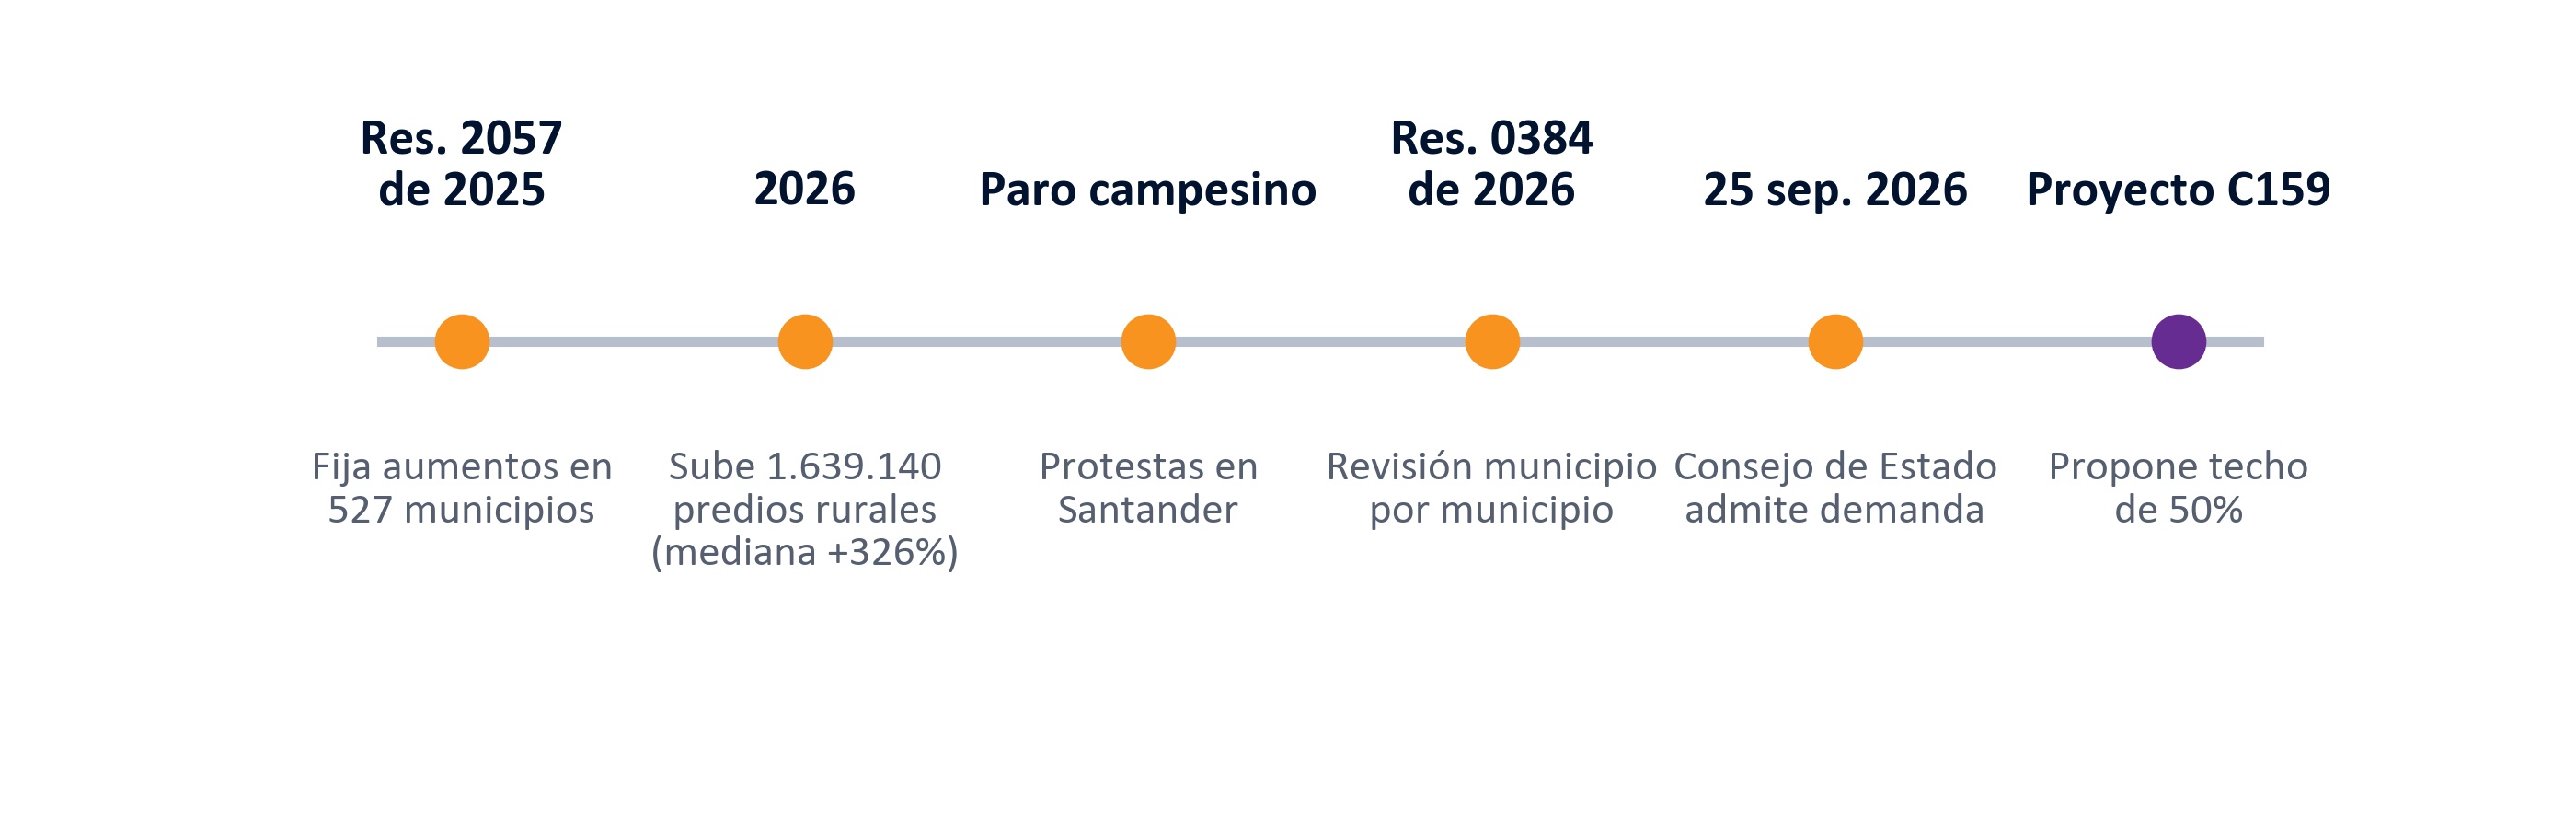 Res. 2057
de 2025
2026
Paro campesino
Res. 0384
de 2026
25 sep. 2026
Proyecto C159
Fija aumentos en
527 municipios
Sube 1.639.140
predios rurales
(mediana +326%)
Protestas en
Santander
Revisión municipio
por municipio
Consejo de Estado
admite demanda
Propone techo
de 50%